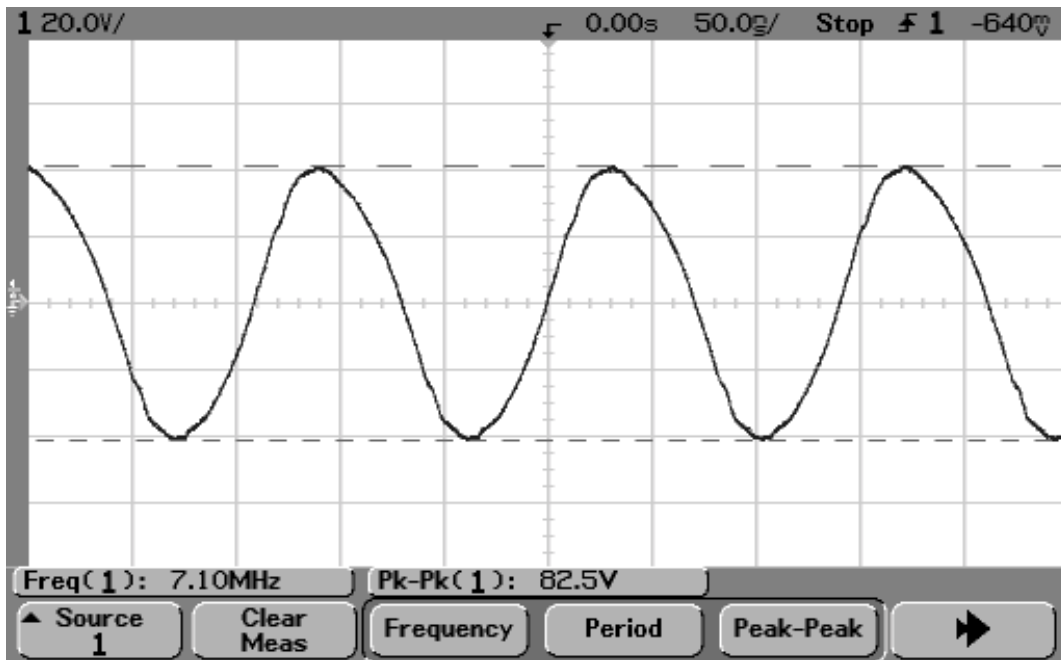 1 20.0V/ 0.00s 50.0ns/ Stop 1 -640mV
Freq(1): 7.10MHz Pk-Pk(1): 82.5V
Source 1 Clear Meas Frequency Period Peak-Peak